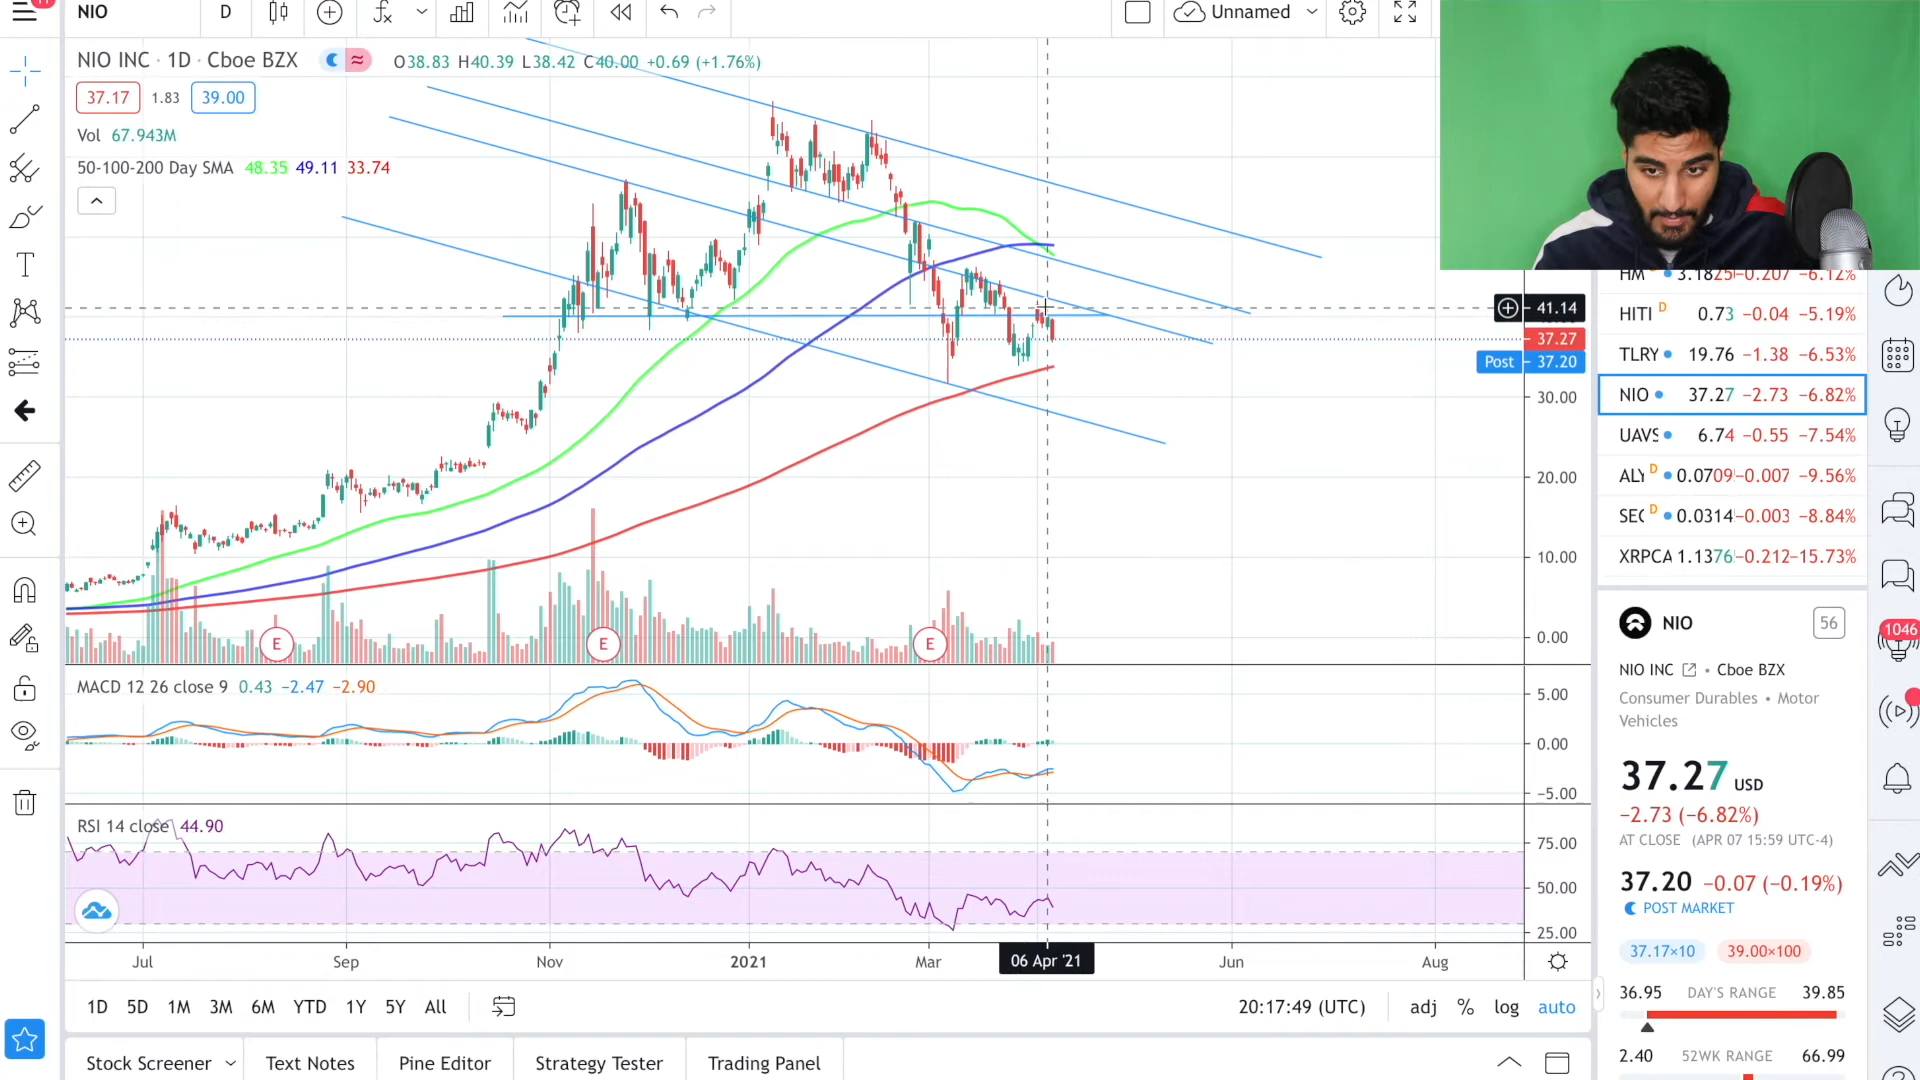 11
NIO D Unnamed
NIO INC · 1D · Cboe BZX O38.83 H40.39 L38.42 C40.00 +0.69 (+1.76%)
37.17 1.83 39.00
Vol 67.943M
50-100-200 Day SMA 48.35 49.11 33.74
41.14
37.27
Post 37.20
30.00
20.00
10.00
0.00
E E E
MACD 12 26 close 9 0.43 −2.47 −2.90
5.00
0.00
−5.00
RSI 14 close 44.90
75.00
50.00
25.00
Jul Sep Nov 2021 Mar 06 Apr '21 Jun Aug
1D 5D 1M 3M 6M YTD 1Y 5Y All 20:17:49 (UTC) adj % log auto
Stock Screener Text Notes Pine Editor Strategy Tester Trading Panel
HM D 3.1825 −0.207 −6.12%
HITI D 0.73 −0.04 −5.19%
TLRY 19.76 −1.38 −6.53%
NIO 37.27 −2.73 −6.82%
UAVS 6.74 −0.55 −7.54%
ALY D 0.0709 −0.007 −9.56%
SEC D 0.0314 −0.003 −8.84%
XRPCA 1.1376 −0.212 −15.73%
NIO 56
NIO INC • Cboe BZX
Consumer Durables • Motor
Vehicles
37.27 USD
−2.73 (−6.82%)
AT CLOSE (APR 07 15:59 UTC-4)
37.20 −0.07 (−0.19%)
POST MARKET
37.17×10 39.00×100
36.95 DAY'S RANGE 39.85
2.40 52WK RANGE 66.99
1046